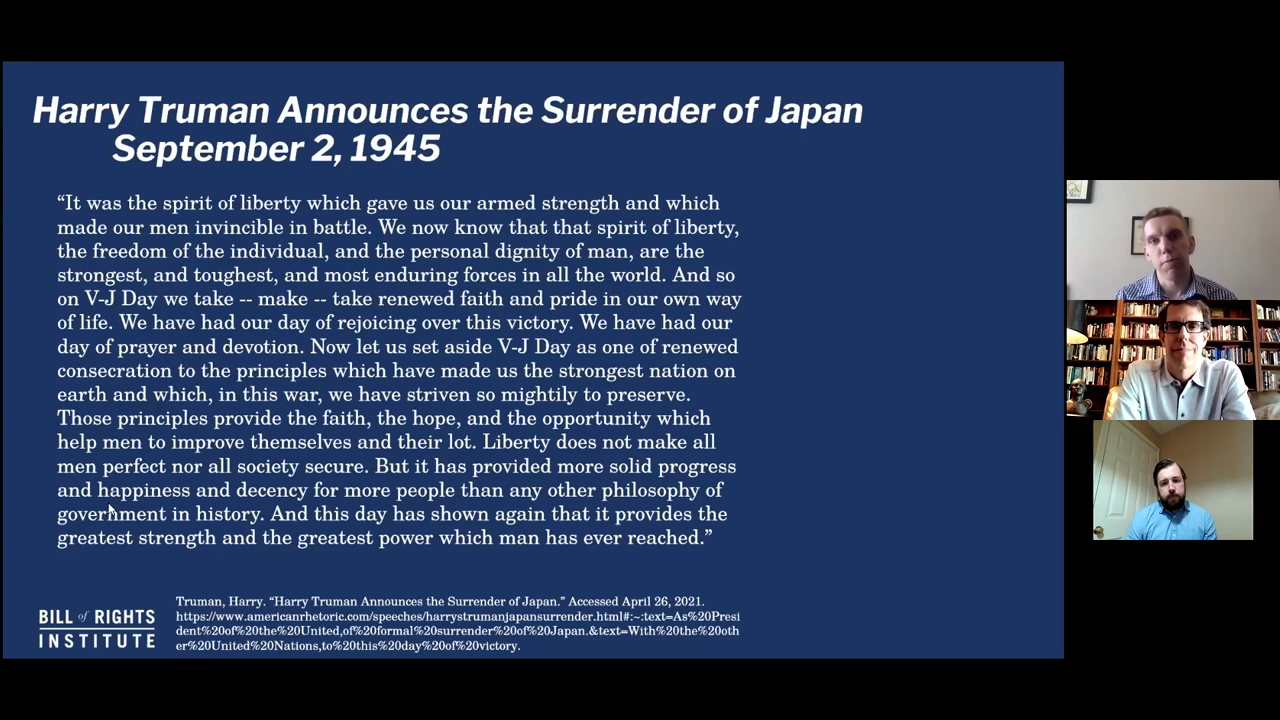 Harry Truman Announces the Surrender of Japan
September 2, 1945
“It was the spirit of liberty which gave us our armed strength and which
made our men invincible in battle. We now know that that spirit of liberty,
the freedom of the individual, and the personal dignity of man, are the
strongest, and toughest, and most enduring forces in all the world. And so
on V-J Day we take -- make -- take renewed faith and pride in our own way
of life. We have had our day of rejoicing over this victory. We have had our
day of prayer and devotion. Now let us set aside V-J Day as one of renewed
consecration to the principles which have made us the strongest nation on
earth and which, in this war, we have striven so mightily to preserve.
Those principles provide the faith, the hope, and the opportunity which
help men to improve themselves and their lot. Liberty does not make all
men perfect nor all society secure. But it has provided more solid progress
and happiness and decency for more people than any other philosophy of
government in history. And this day has shown again that it provides the
greatest strength and the greatest power which man has ever reached.”
BILL of RIGHTS
INSTITUTE
Truman, Harry. “Harry Truman Announces the Surrender of Japan.” Accessed April 26, 2021.
https://www.americanrhetoric.com/speeches/harrystrumanjapansurrender.html#:~:text=As%20Presi
dent%20of%20the%20United,of%20formal%20surrender%20of%20Japan.&text=With%20the%20oth
er%20United%20Nations,to%20this%20day%20of%20victory.